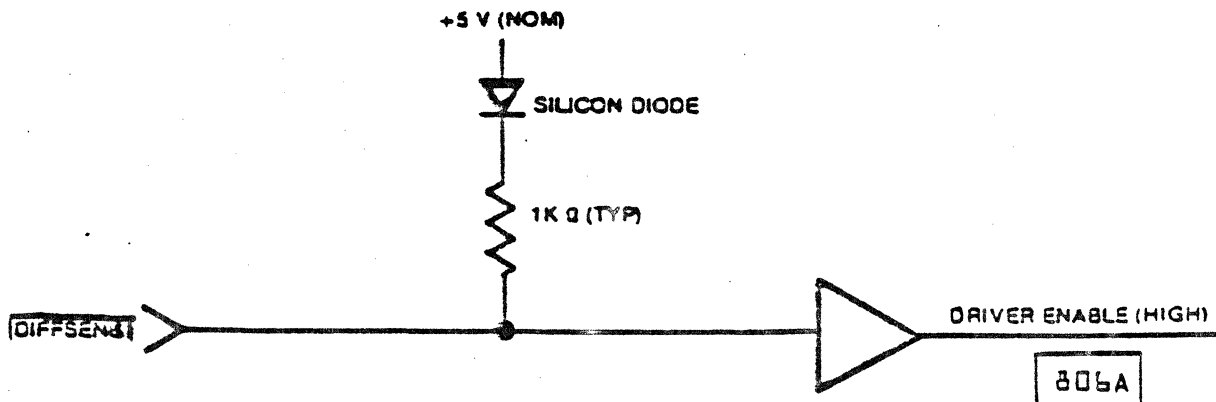 +5 V (NOM)
SILICON DIODE
1K Ω (TYP)
DIFFSENS
DRIVER ENABLE (HIGH)
806A